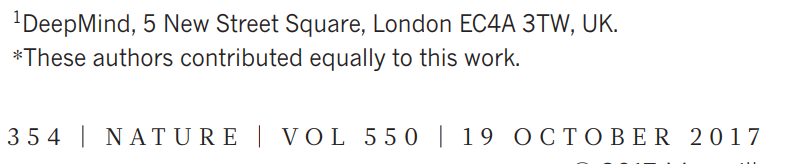 ¹DeepMind, 5 New Street Square, London EC4A 3TW, UK.
*These authors contributed equally to this work.
354 | NATURE | VOL 550 | 19 OCTOBER 2017